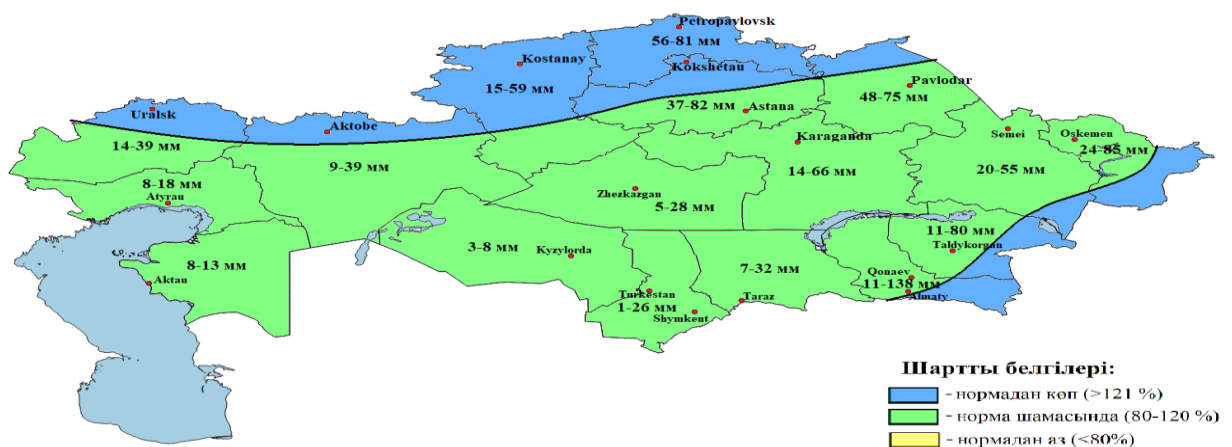 Petropavlovsk
56-81 мм
Kostanay
Kokshetau
15-59 мм
Pavlodar
48-75 мм
37-82 мм
Astana
Uralsk
Aktobe
Semei
Oskemen
Karaganda
14-39 мм
24-85 мм
9-39 мм
14-66 мм
20-55 мм
8-18 мм
Atyrau
Zhezkazgan
5-28 мм
11-80 мм
Taldykorgan
3-8 мм
Kyzylorda
8-13 мм
7-32 мм
Aktau
Qonaev
11-138 мм
Almaty
Turkestan
1-26 мм
Taraz
Shymkent
Шартты белгілері:
- нормадан көп (>121 %)
- норма шамасында (80-120 %)
- нормадан аз (<80%)